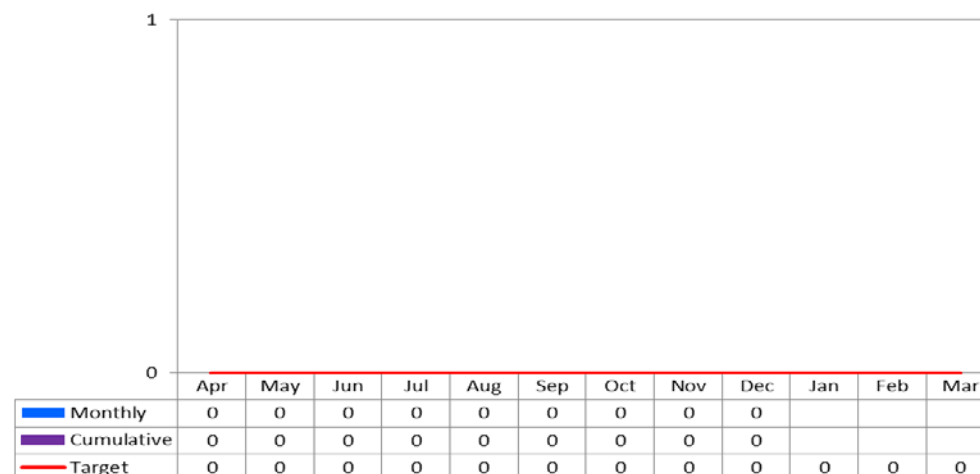 1
0
Apr May Jun Jul Aug Sep Oct Nov Dec Jan Feb Mar
Monthly 0 0 0 0 0 0 0 0 0
Cumulative 0 0 0 0 0 0 0 0 0
Target 0 0 0 0 0 0 0 0 0 0 0 0